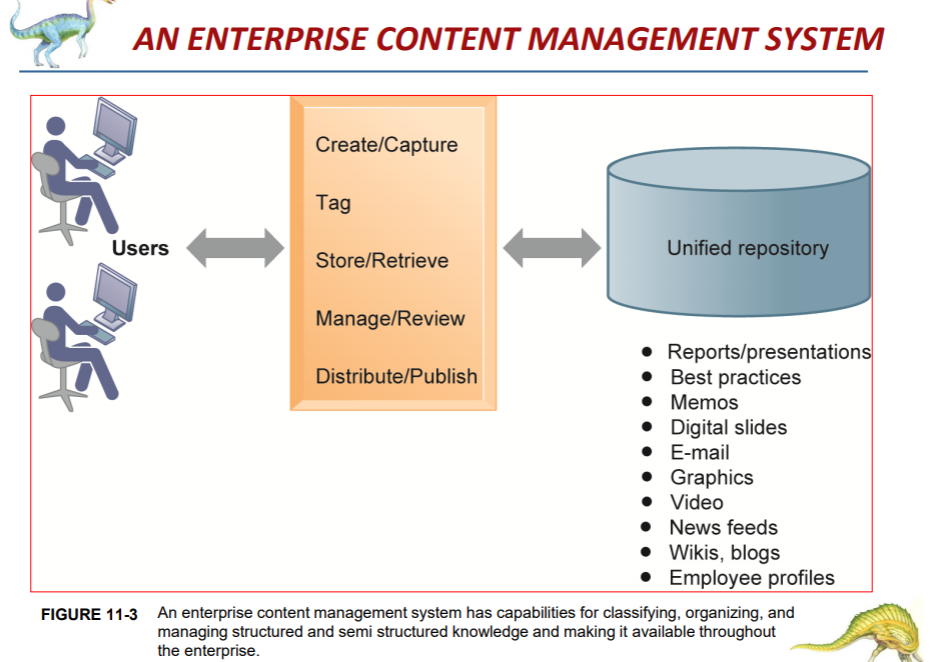 AN ENTERPRISE CONTENT MANAGEMENT SYSTEM
Users
Create/Capture
Tag
Store/Retrieve
Manage/Review
Distribute/Publish
Unified repository
● Reports/presentations
● Best practices
● Memos
● Digital slides
● E-mail
● Graphics
● Video
● News feeds
● Wikis, blogs
● Employee profiles
FIGURE 11-3 An enterprise content management system has capabilities for classifying, organizing, and
managing structured and semi structured knowledge and making it available throughout
the enterprise.